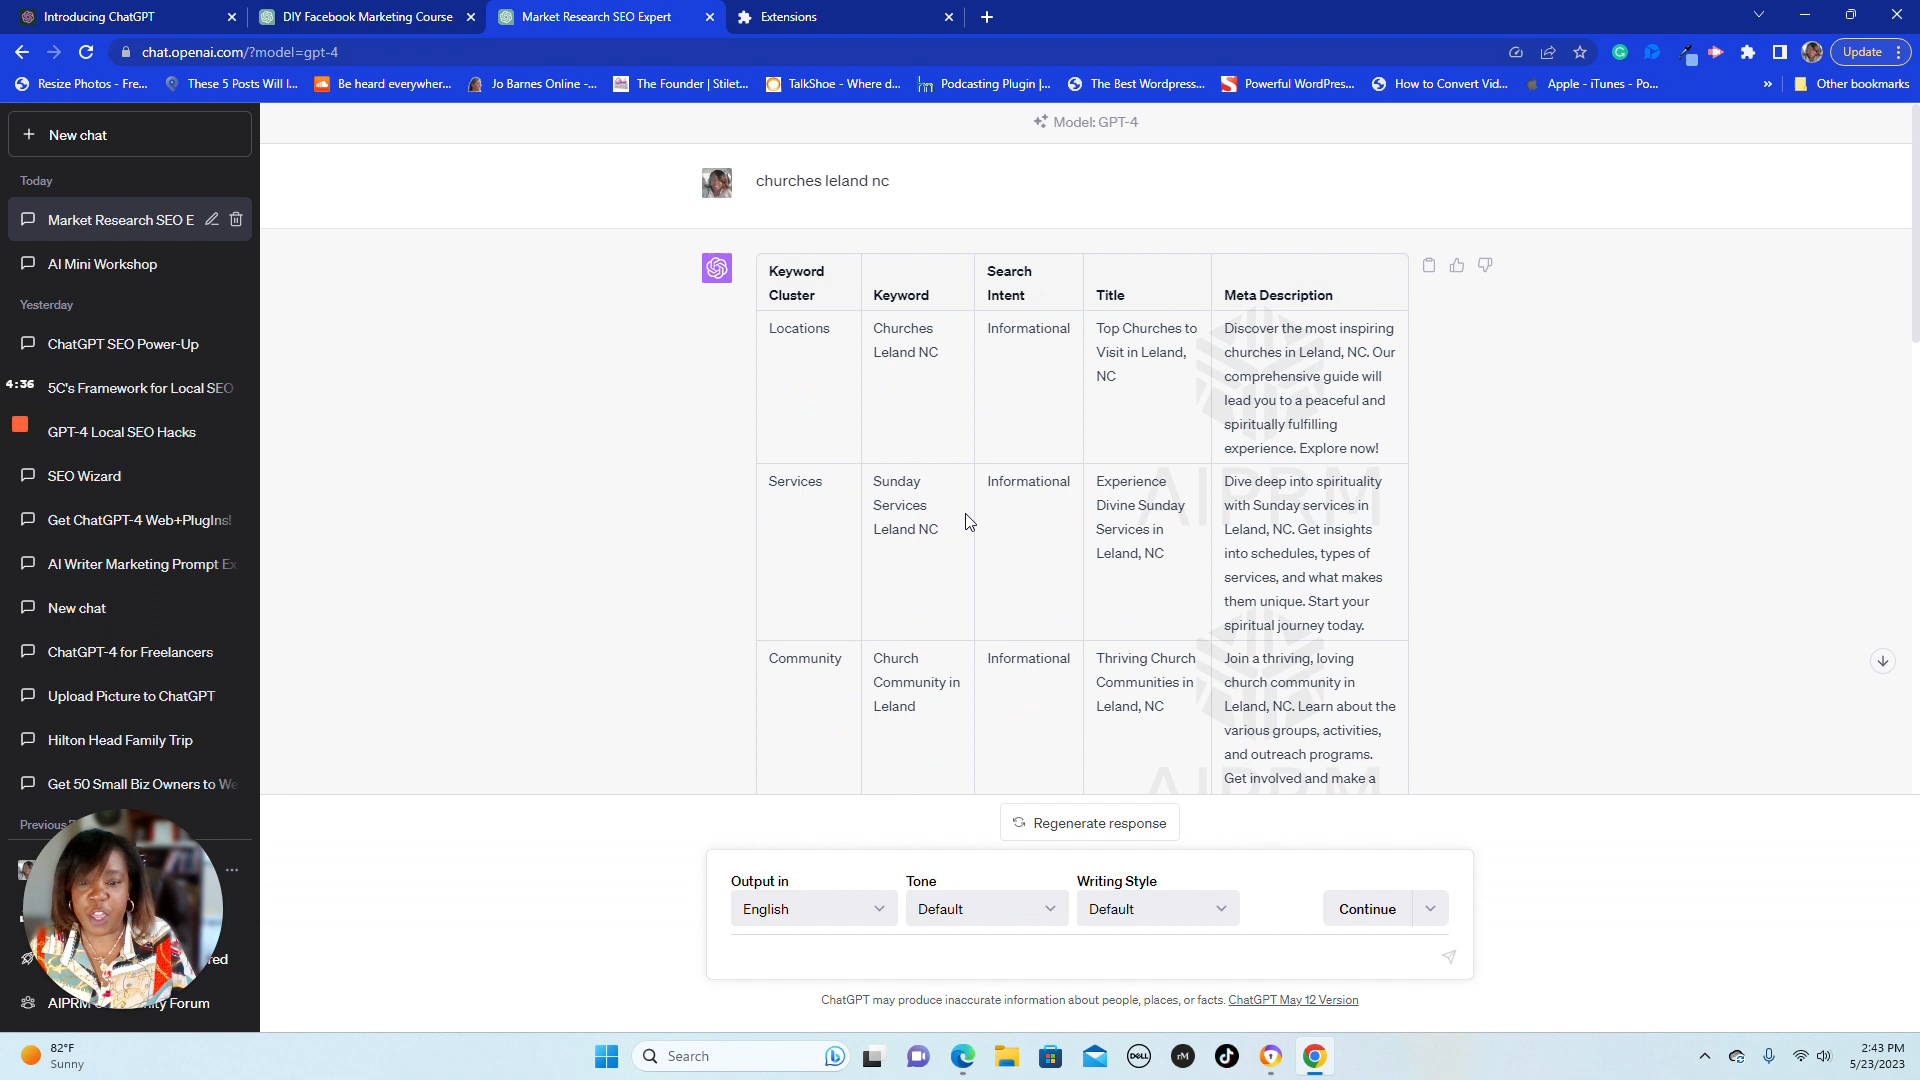 Introducing ChatGPT
DIY Facebook Marketing Course
Market Research SEO Expert
Extensions
chat.openai.com/?model=gpt-4
Update
Resize Photos - Fre...
These 5 Posts Will I...
Be heard everywher...
Jo Barnes Online -...
The Founder | Stilet...
TalkShoe - Where d...
Podcasting Plugin |...
The Best Wordpress...
Powerful WordPres...
How to Convert Vid...
Apple - iTunes - Po...
Other bookmarks
New chat
Today
Market Research SEO E
AI Mini Workshop
Yesterday
ChatGPT SEO Power-Up
4:36
5C's Framework for Local SEO
GPT-4 Local SEO Hacks
SEO Wizard
Get ChatGPT-4 Web+PlugIns!
AI Writer Marketing Prompt Ex
New chat
ChatGPT-4 for Freelancers
Upload Picture to ChatGPT
Hilton Head Family Trip
Get 50 Small Biz Owners to We
Previous
red
AIPRM
ity Forum
Model: GPT-4
churches leland nc
Keyword Cluster
Keyword
Search Intent
Title
Meta Description
Locations
Churches
Leland NC
Informational
Top Churches to
Visit in Leland,
NC
Discover the most inspiring
churches in Leland, NC. Our
comprehensive guide will
lead you to a peaceful and
spiritually fulfilling
experience. Explore now!
Services
Sunday
Services
Leland NC
Informational
Experience
Divine Sunday
Services in
Leland, NC
Dive deep into spirituality
with Sunday services in
Leland, NC. Get insights
into schedules, types of
services, and what makes
them unique. Start your
spiritual journey today.
Community
Church
Community in
Leland
Informational
Thriving Church
Communities in
Leland, NC
Join a thriving, loving
church community in
Leland, NC. Learn about the
various groups, activities,
and outreach programs.
Get involved and make a
AIPRM
AIPRM
Regenerate response
Output in
Tone
Writing Style
English
Default
Default
Continue
ChatGPT may produce inaccurate information about people, places, or facts. ChatGPT May 12 Version
82°F
Sunny
Search
DELL
rM
2:43 PM
5/23/2023